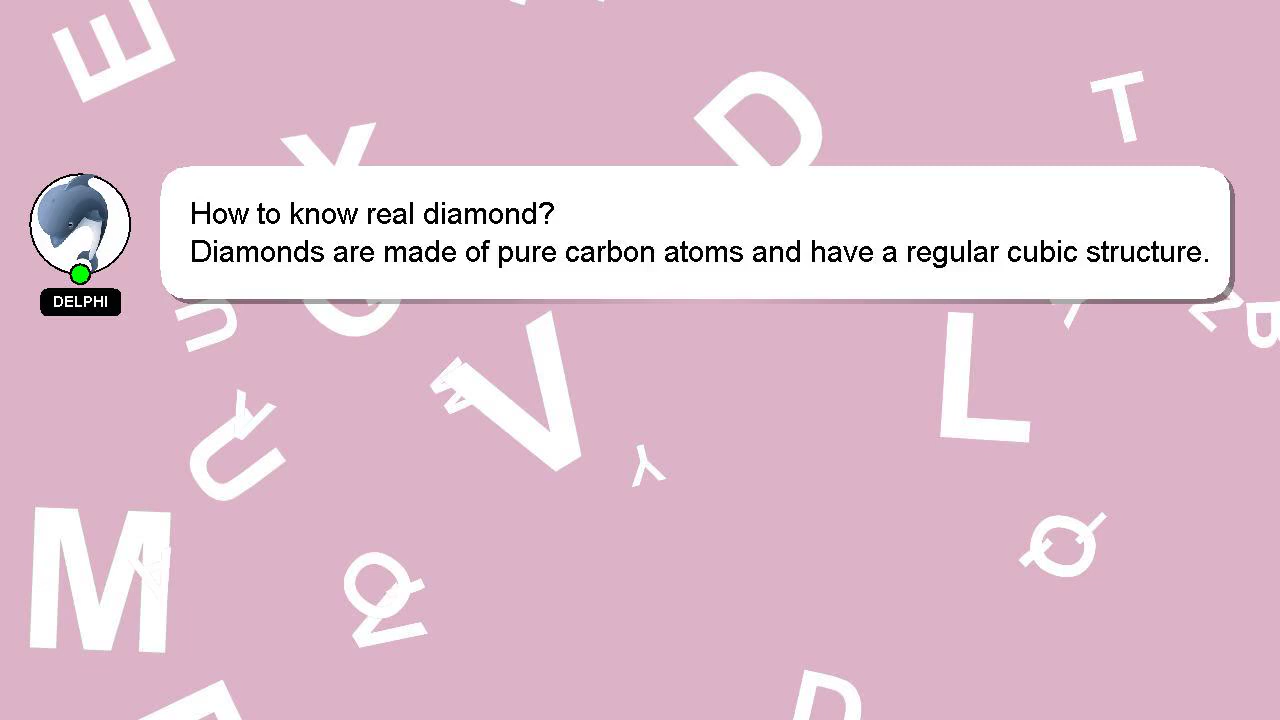 How to know real diamond?
Diamonds are made of pure carbon atoms and have a regular cubic structure.
DELPHI
E
D
T
U
V
L
B
U
Y
Y
M
Q
Q
D